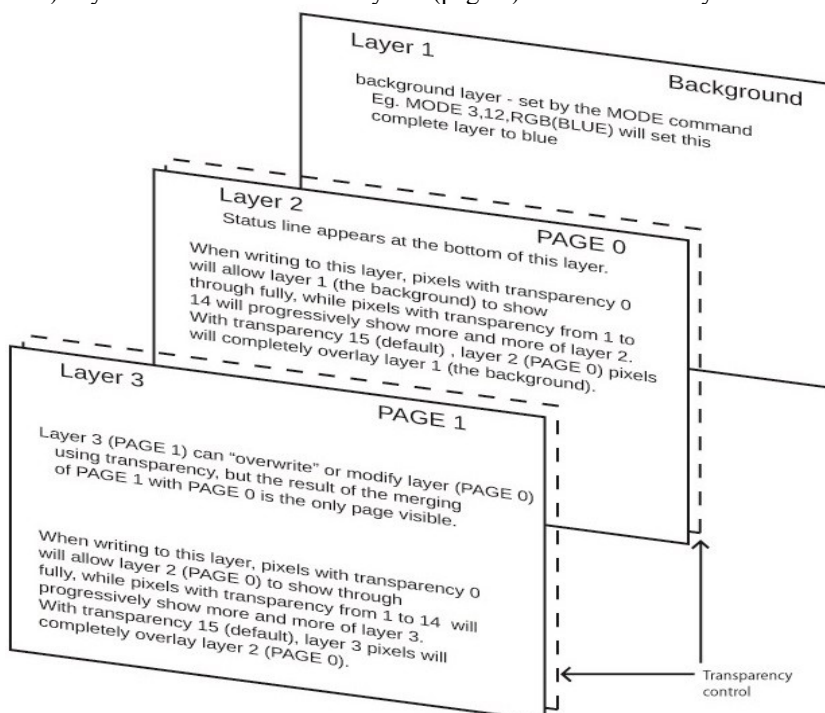 Layer 1
Background
background layer - set by the MODE command
Eg. MODE 3,12,RGB(BLUE) will set this
complete layer to blue
Layer 2
PAGE 0
Status line appears at the bottom of this layer.
When writing to this layer, pixels with transparency 0
will allow layer 1 (the background) to show
through fully, while pixels with transparency from 1 to
14 will progressively show more and more of layer 2.
With transparency 15 (default) , layer 2 (PAGE 0) pixels
will completely overlay layer 1 (the background).
Layer 3
PAGE 1
Layer 3 (PAGE 1) can “overwrite” or modify layer (PAGE 0)
using transparency, but the result of the merging
of PAGE 1 with PAGE 0 is the only page visible.
When writing to this layer, pixels with transparency 0
will allow layer 2 (PAGE 0) to show through
fully, while pixels with transparency from 1 to 14 will
progressively show more and more of layer 3.
With transparency 15 (default), layer 3 pixels will
completely overlay layer 2 (PAGE 0).
Transparency
control